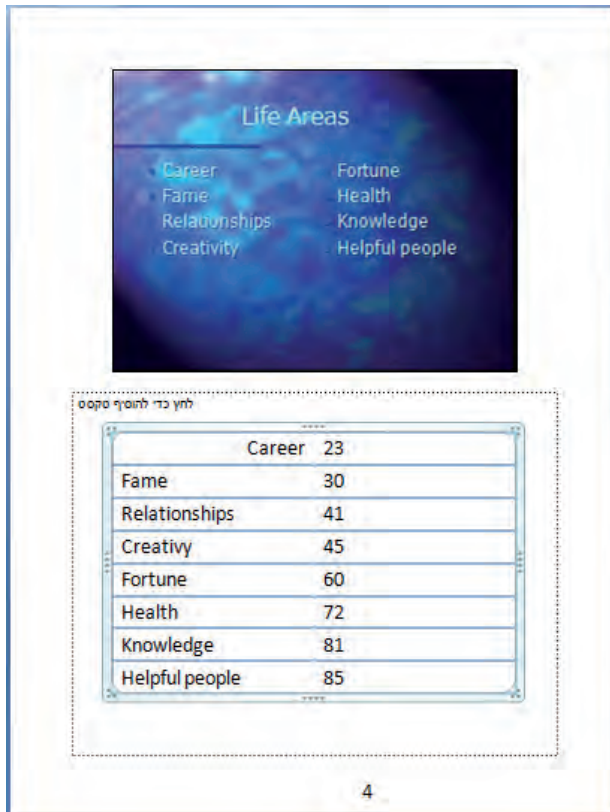 Life Areas
Career
Fame
Relationships
Creativity
Fortune
Health
Knowledge
Helpful people
לחץ כדי להוסיף טקסט
Career 23
Fame 30
Relationships 41
Creativy 45
Fortune 60
Health 72
Knowledge 81
Helpful people 85
4